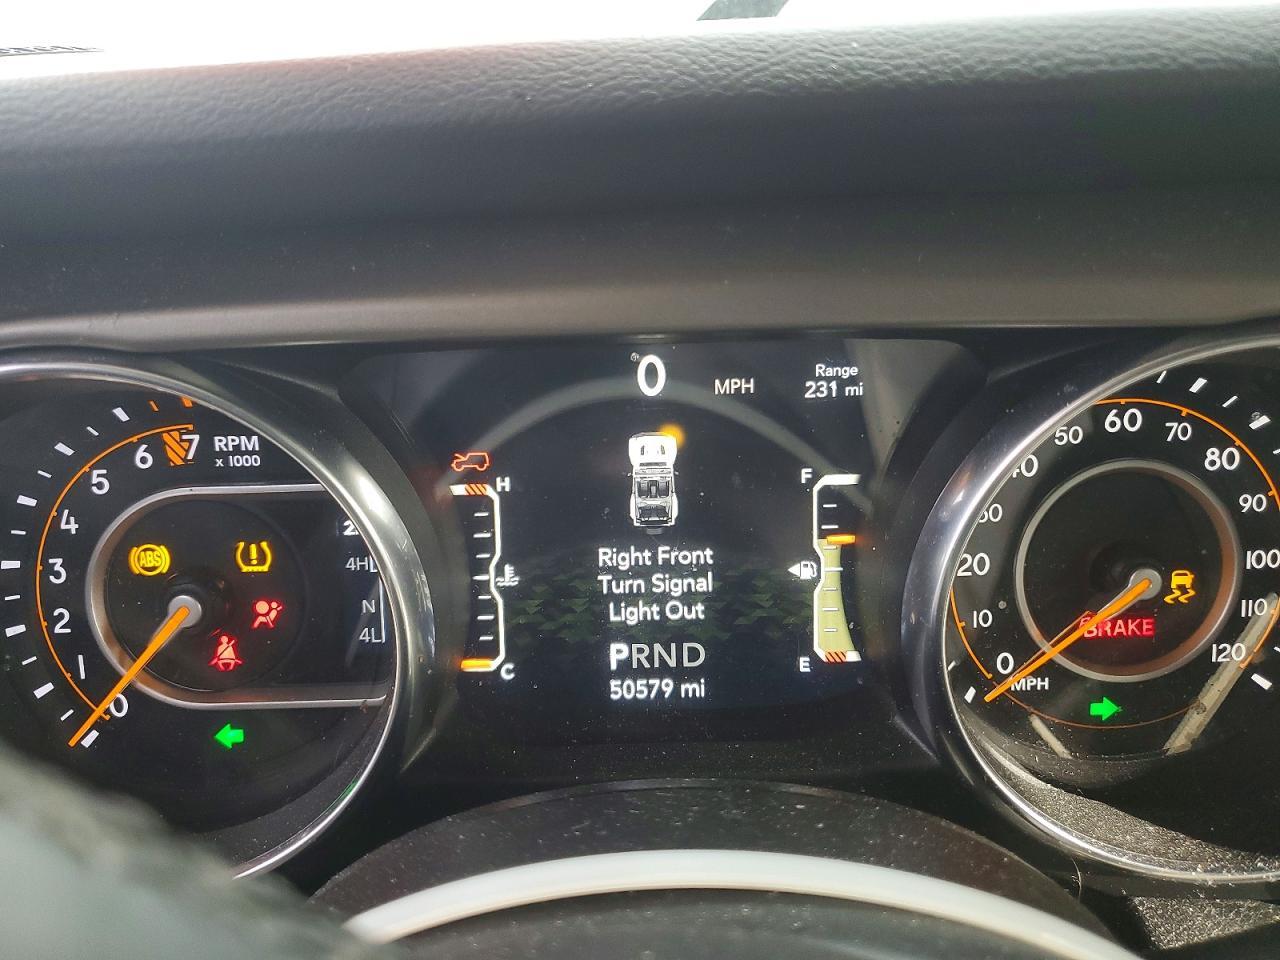 0 MPH
Range
231 mi
RPM
x 1000
7
6
5
4
3
2
1
0
ABS
4H
N
4L
H
C
F
E
Right Front
Turn Signal
Light Out
PRND
50579 mi
0
10
20
40
50
60
70
80
90
100
110
120
MPH
BRAKE